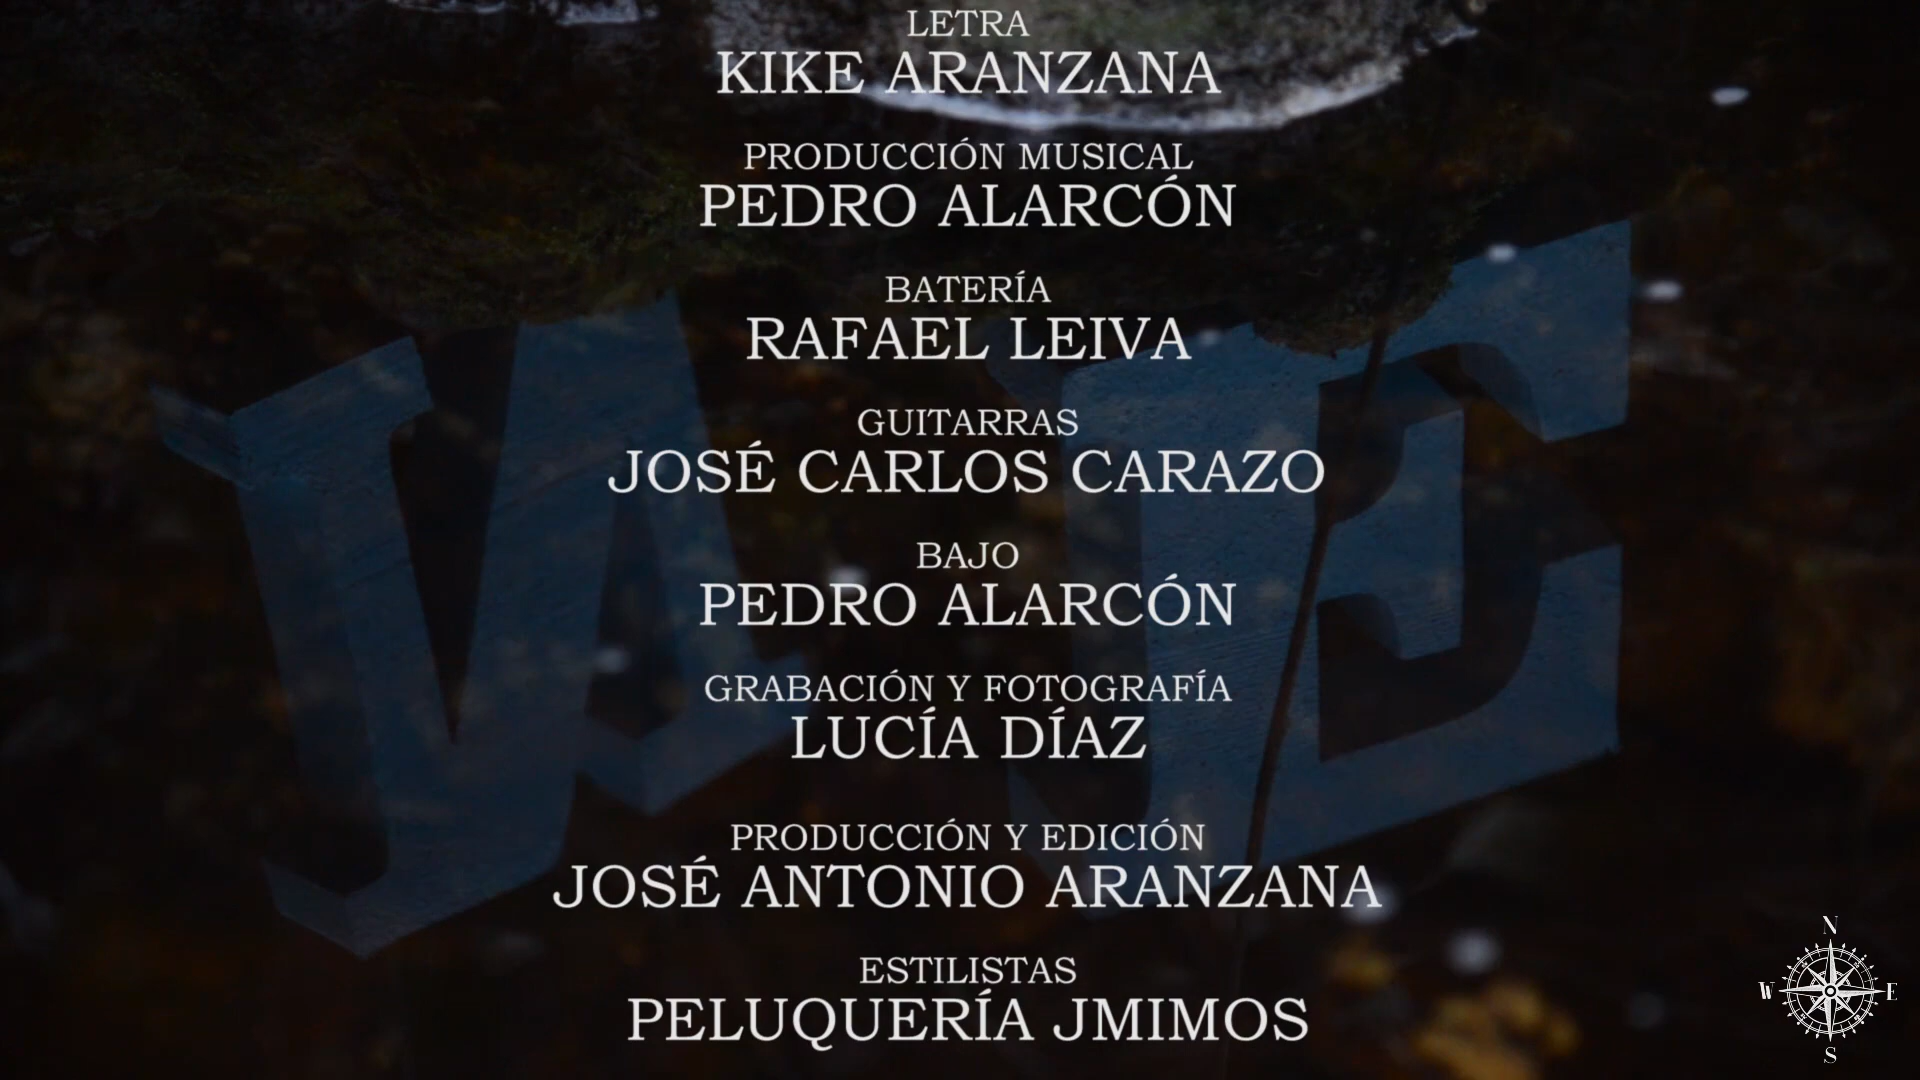 LETRA
KIKE ARANZANA
PRODUCCIÓN MUSICAL
PEDRO ALARCÓN
BATERÍA
RAFAEL LEIVA
GUITARRAS
JOSÉ CARLOS CARAZO
BAJO
PEDRO ALARCÓN
GRABACIÓN Y FOTOGRAFÍA
LUCÍA DÍAZ
PRODUCCIÓN Y EDICIÓN
JOSÉ ANTONIO ARANZANA
ESTILISTAS
PELUQUERÍA JMIMOS
N
W E
S